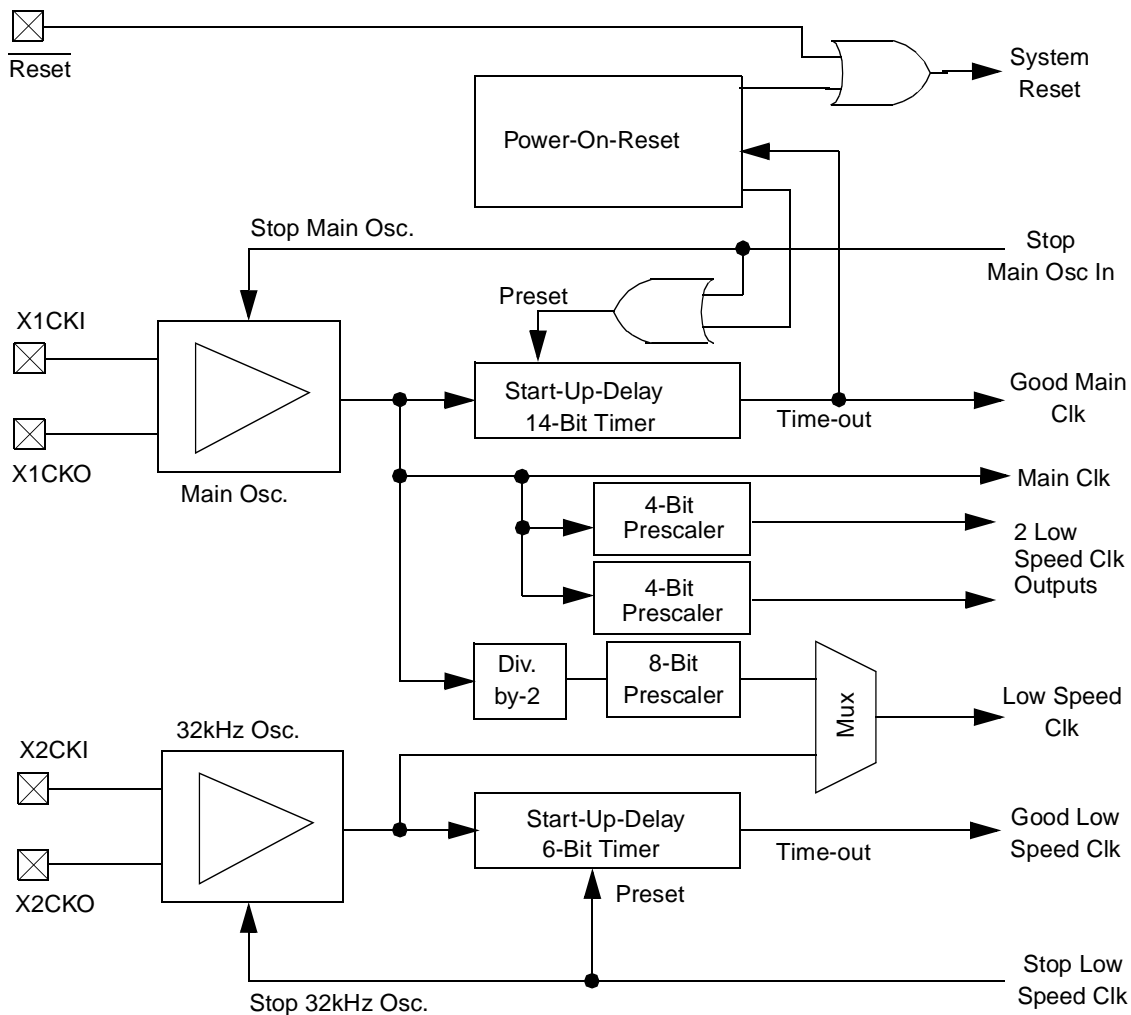 Reset
System
Reset
Power-On-Reset
Stop Main Osc.
Stop
Main Osc In
Preset
X1CKI
Start-Up-Delay
14-Bit Timer
Good Main
Clk
Time-out
X1CKO
Main Osc.
Main Clk
4-Bit
Prescaler
2 Low
Speed Clk
Outputs
4-Bit
Prescaler
Div.
by-2
8-Bit
Prescaler
Mux
Low Speed
Clk
32kHz Osc.
X2CKI
Start-Up-Delay
6-Bit Timer
Good Low
Speed Clk
Time-out
X2CKO
Preset
Stop Low
Speed Clk
Stop 32kHz Osc.